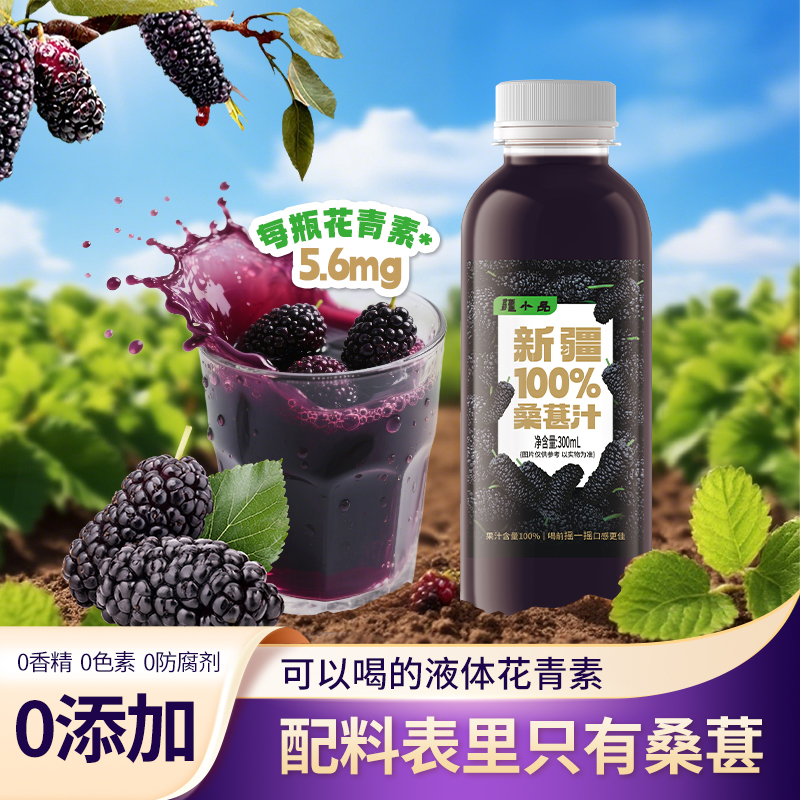 每瓶花青素*
5.6mg
疆小品
新疆
100%
桑葚汁
净含量:300mL
(图片仅供参考 以实物为准)
果汁含量100% | 喝前摇一摇口感更佳
0香精 0色素 0防腐剂
0添加
可以喝的液体花青素
配料表里只有桑葚